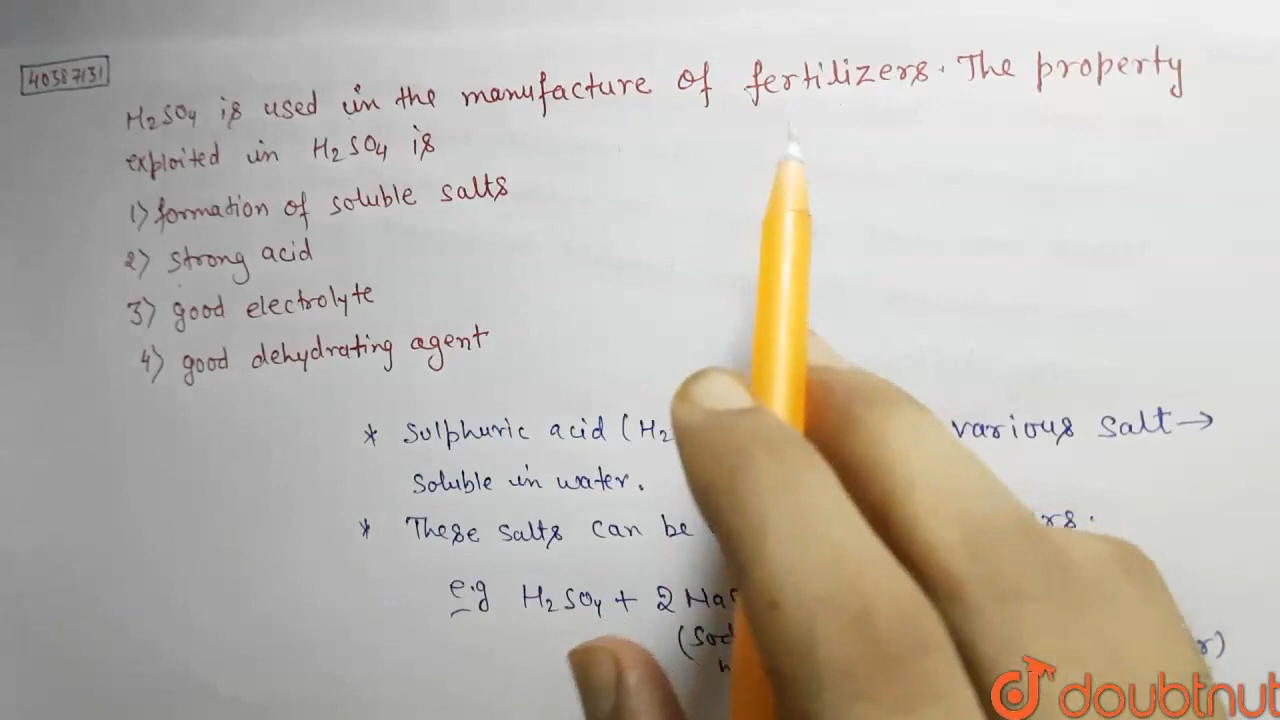 40387131
H2SO4 is used in the manufacture of fertilizers. The property
exploited in H2SO4 is
1) formation of soluble salts
2) strong acid
3) good electrolyte
4) good dehydrating agent
* Sulphuric acid (H2 various salt →
Soluble in water.
* These salts can be
e.g H2SO4 + 2 Na
doubtnut